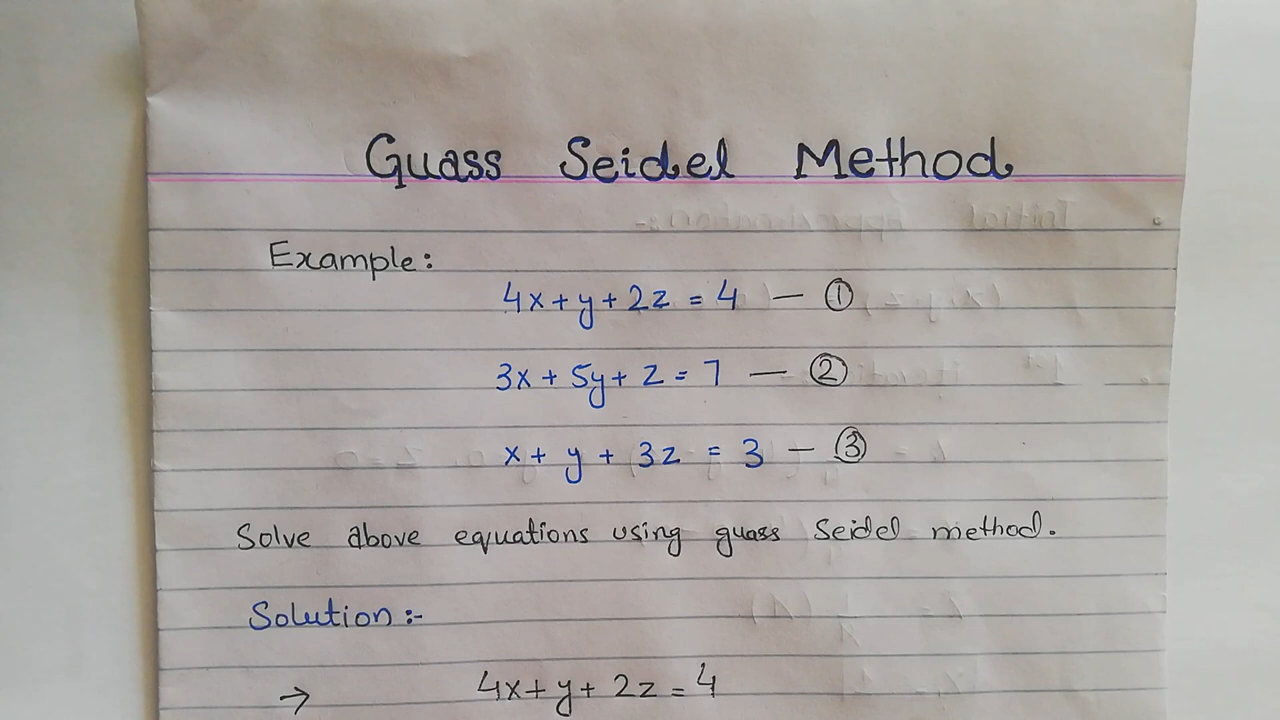 Guass Seidel Method
Example:
4x + y + 2z = 4 — ①
3x + 5y + z = 7 — ②
x + y + 3z = 3 — ③
Solve above equations using guass Seidel method.
Solution :-
→ 4x + y + 2z = 4